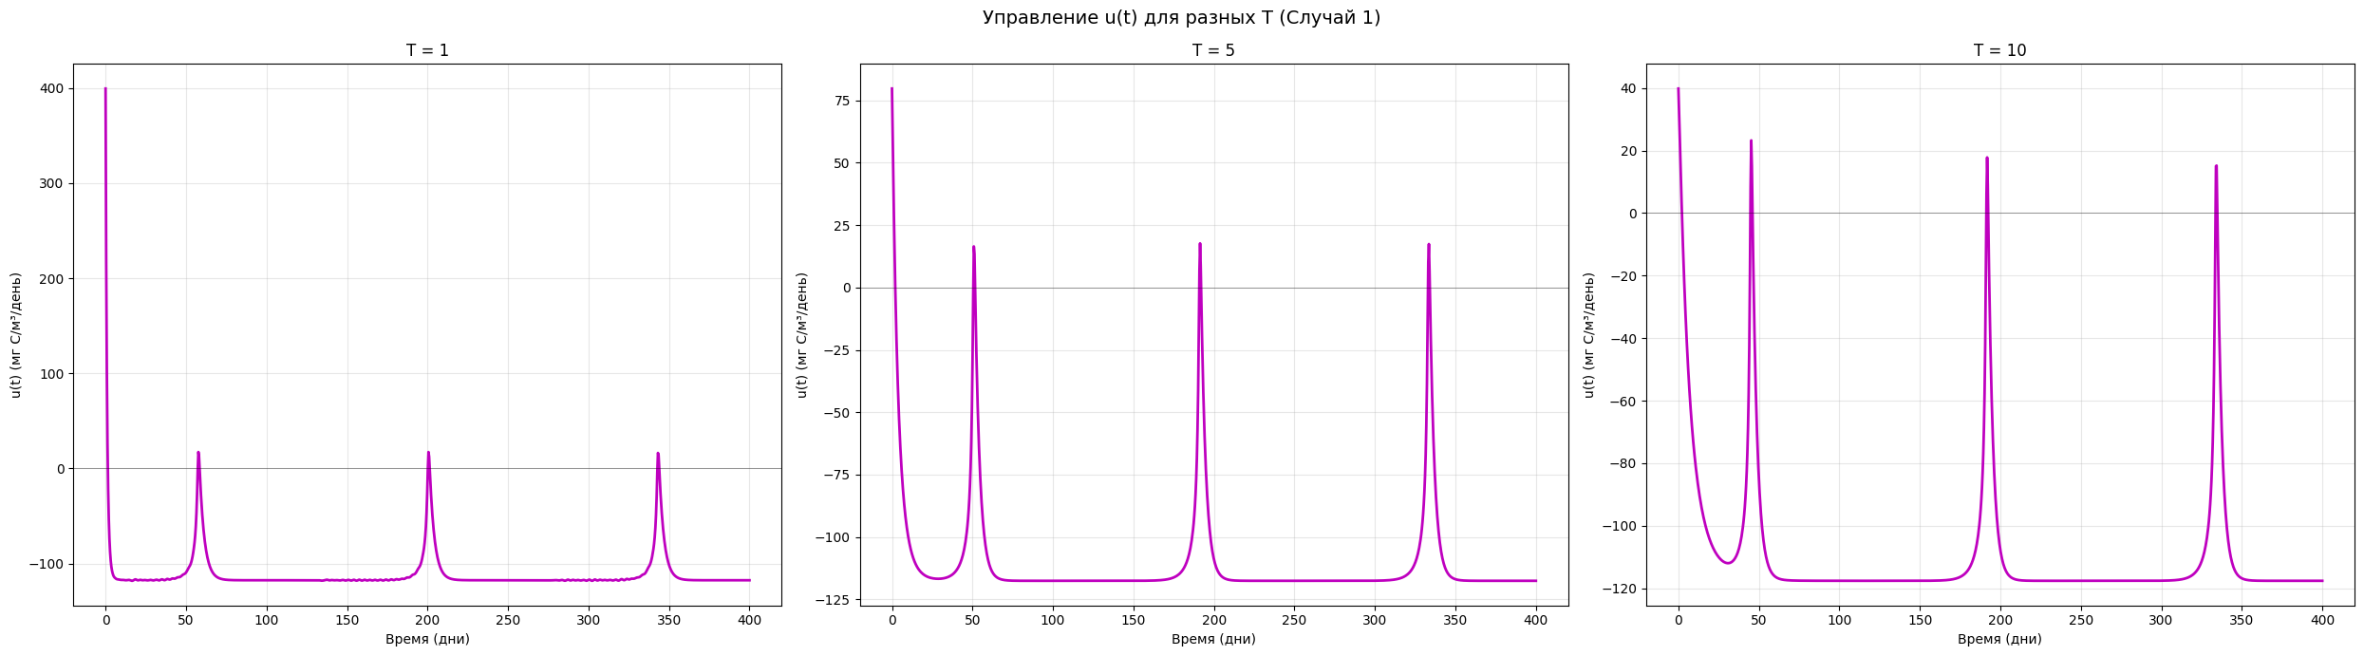 Управление u(t) для разных T (Случай 1)
T = 1
u(t) (мг C/м³/день)
400
300
200
100
0
−100
0 50 100 150 200 250 300 350 400
Время (дни)
T = 5
u(t) (мг C/м³/день)
75
50
25
0
−25
−50
−75
−100
−125
0 50 100 150 200 250 300 350 400
Время (дни)
T = 10
u(t) (мг C/м³/день)
40
20
0
−20
−40
−60
−80
−100
−120
0 50 100 150 200 250 300 350 400
Время (дни)